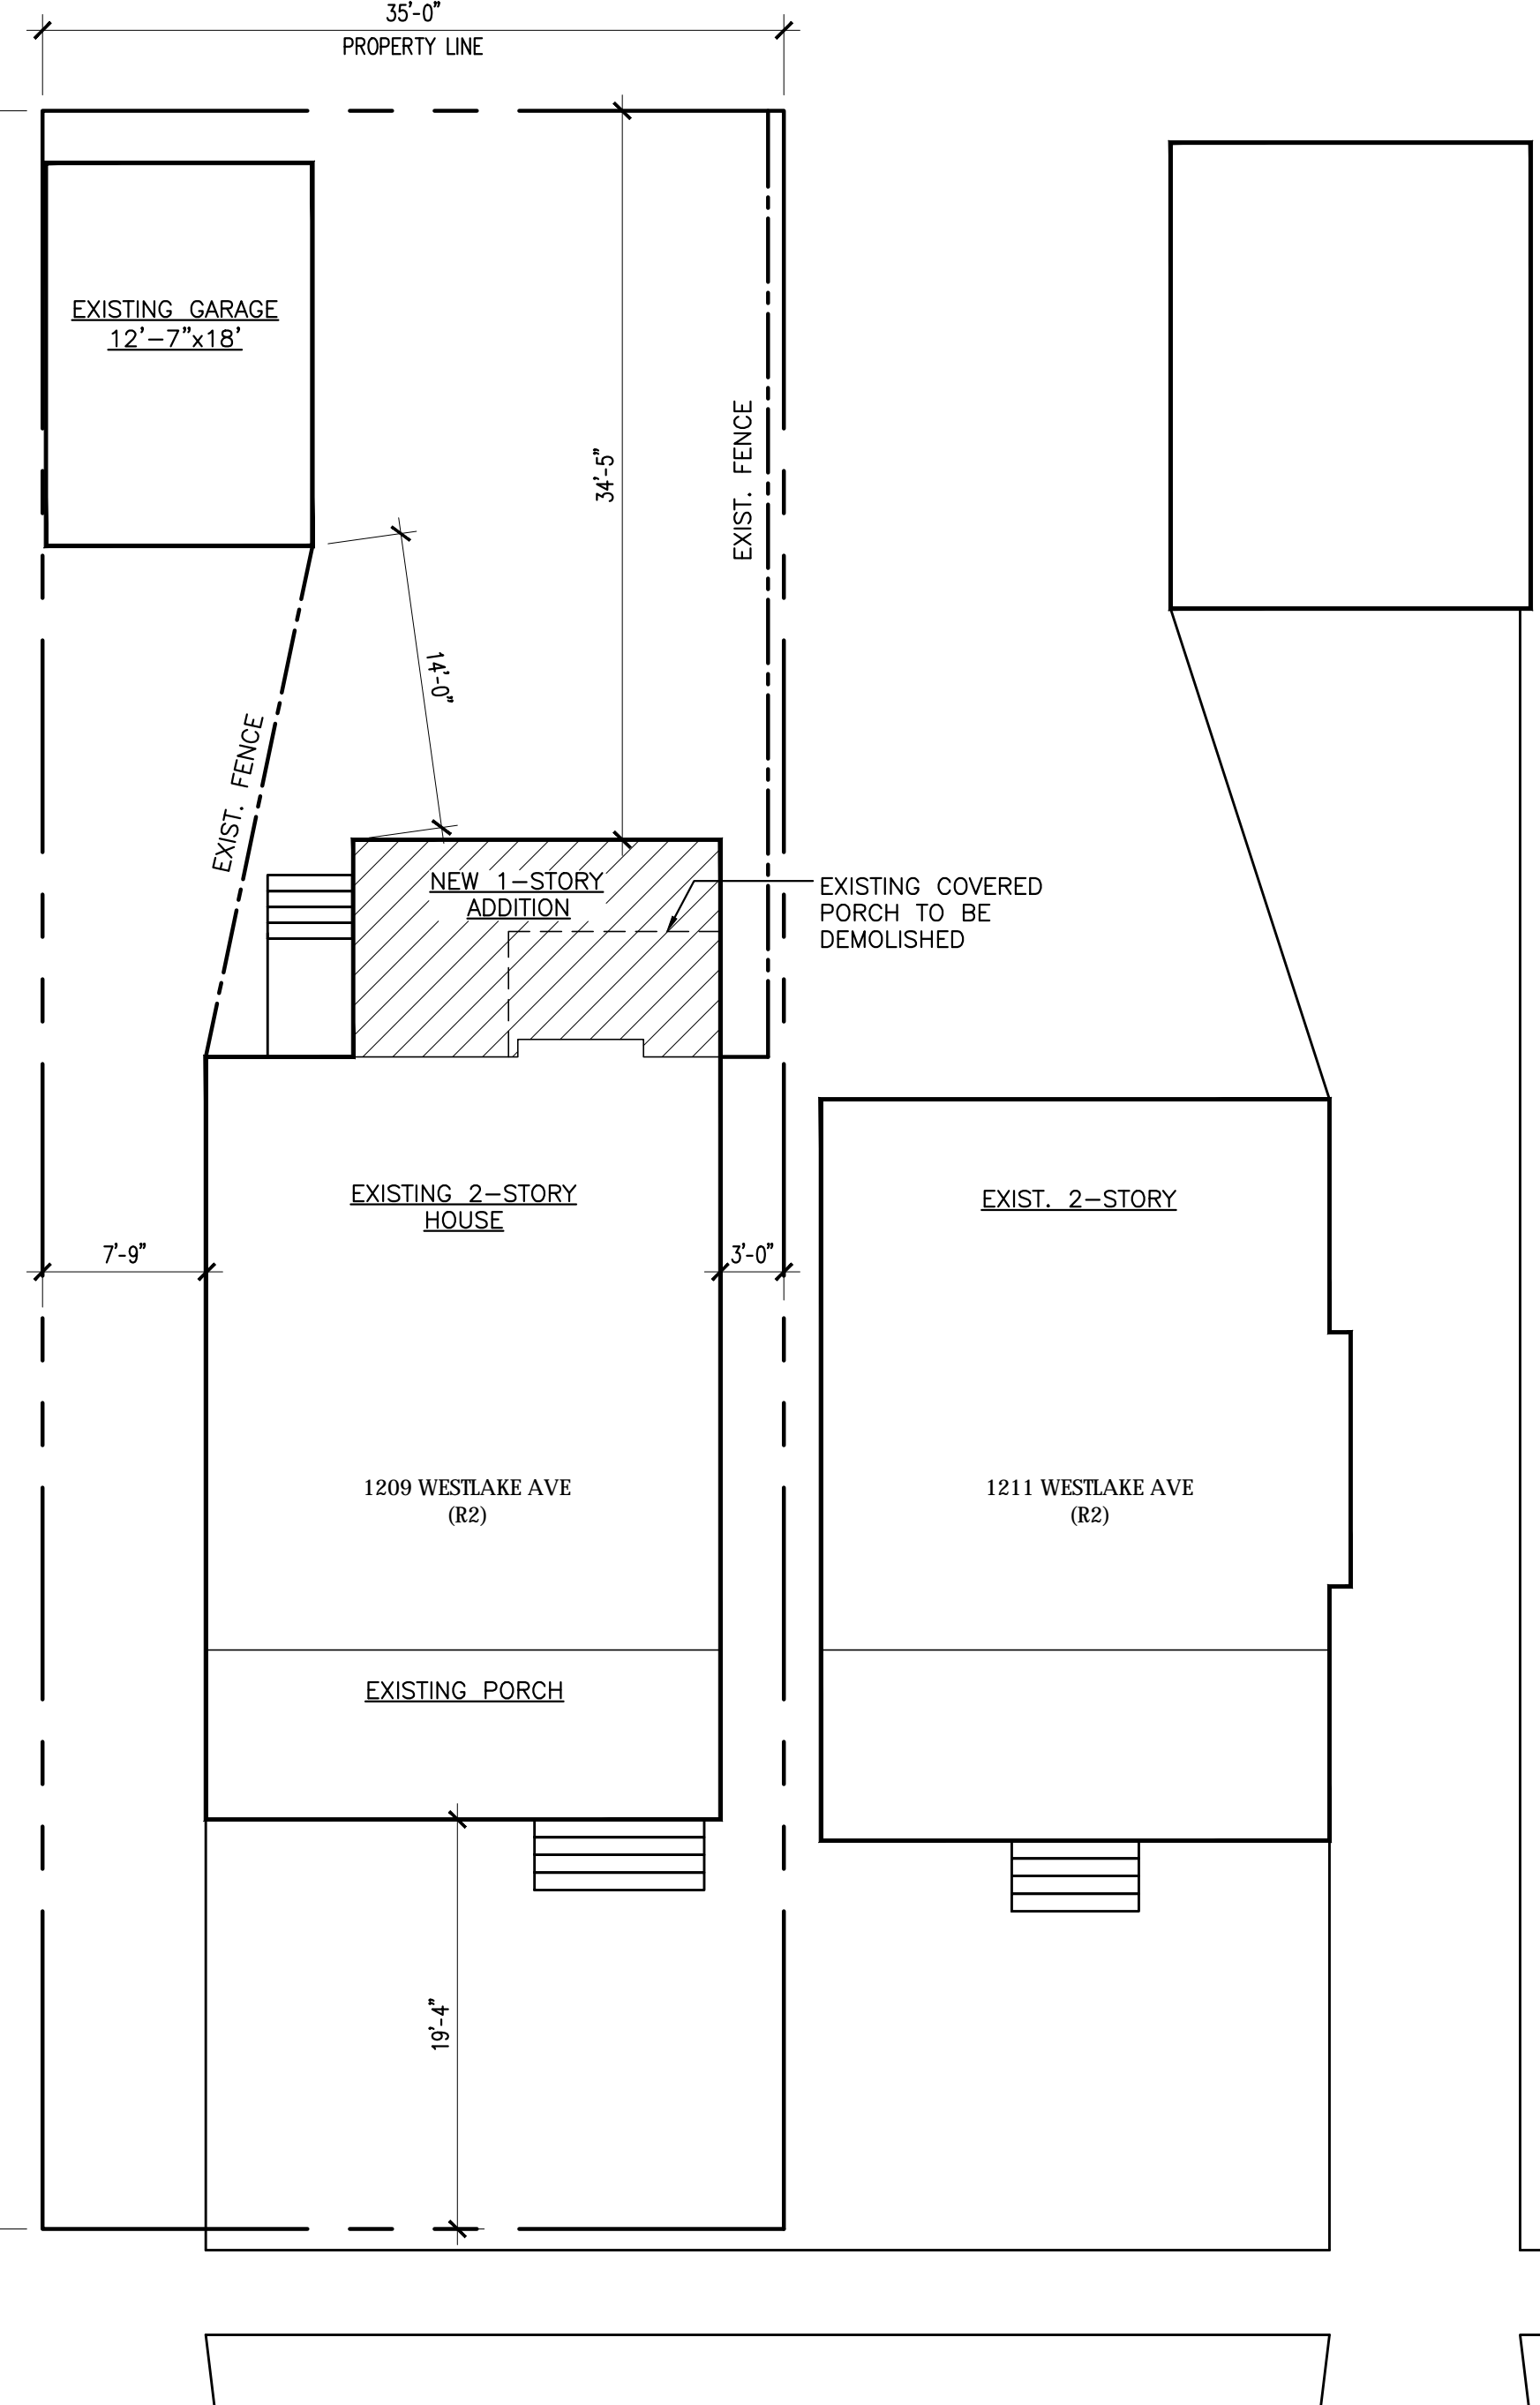 35'-0"
PROPERTY LINE
EXISTING GARAGE
12'-7"x18'
34'-5"
EXIST. FENCE
14'-0"
EXIST. FENCE
NEW 1-STORY
ADDITION
EXISTING COVERED
PORCH TO BE
DEMOLISHED
EXISTING 2-STORY
HOUSE
EXIST. 2-STORY
7'-9"
3'-0"
1209 WESTLAKE AVE
(R2)
1211 WESTLAKE AVE
(R2)
EXISTING PORCH
19'-4"